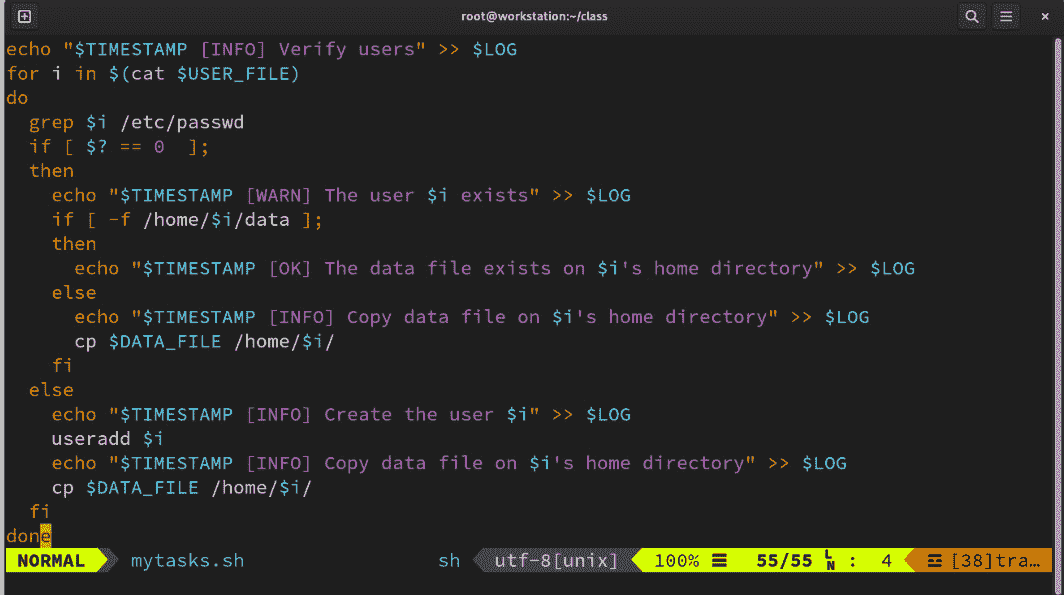 root@workstation:~/class
echo "$TIMESTAMP [INFO] Verify users" >> $LOG
for i in $(cat $USER_FILE)
do
  grep $i /etc/passwd
  if [ $? == 0  ];
  then
    echo "$TIMESTAMP [WARN] The user $i exists" >> $LOG
    if [ -f /home/$i/data ];
    then
      echo "$TIMESTAMP [OK] The data file exists on $i's home directory" >> $LOG
    else
      echo "$TIMESTAMP [INFO] Copy data file on $i's home directory" >> $LOG
      cp $DATA_FILE /home/$i/
    fi
  else
    echo "$TIMESTAMP [INFO] Create the user $i" >> $LOG
    useradd $i
    echo "$TIMESTAMP [INFO] Copy data file on $i's home directory" >> $LOG
    cp $DATA_FILE /home/$i/
  fi
done
NORMAL mytasks.sh sh utf-8[unix] 100% ☰ 55/55 LN : 4 ☲ [38]tra…